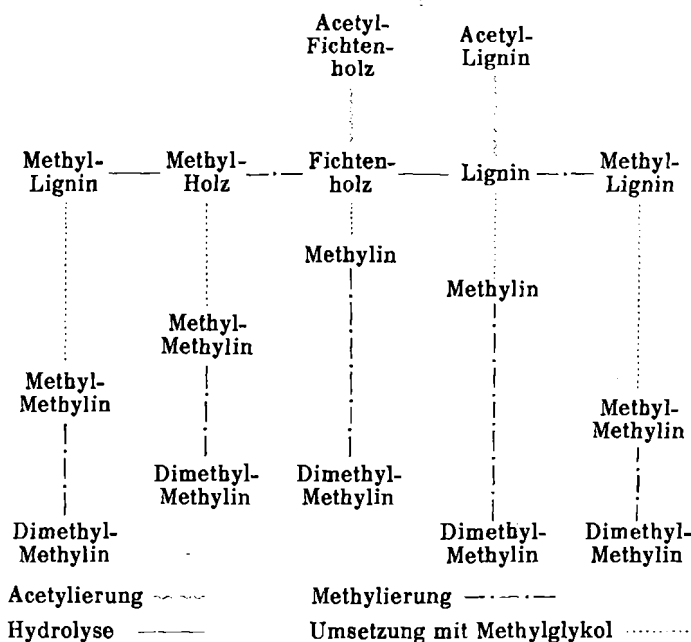 Acetyl-
Fichten-
holz
Acetyl-
Lignin
Methyl-
Lignin
Methyl-
Holz
Fichten-
holz
Lignin
Methyl-
Lignin
Methylin
Methylin
Methyl-
Methylin
Methyl-
Methylin
Methyl-
Methylin
Dimethyl-
Methylin
Dimethyl-
Methylin
Dimethyl-
Methylin
Dimethyl-
Methylin
Dimethyl-
Methylin
Acetylierung
Methylierung
Hydrolyse
Umsetzung mit Methylglykol